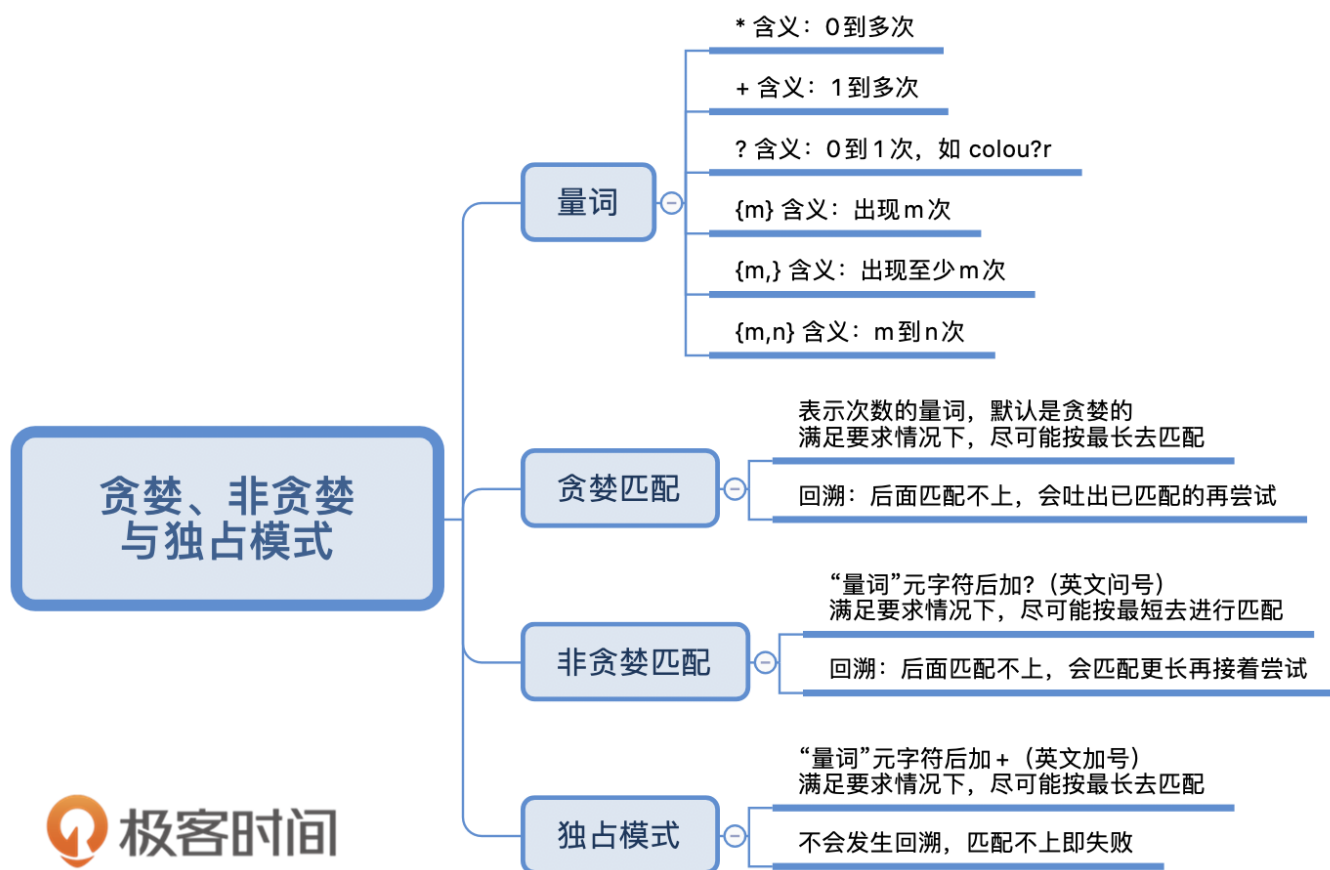 贪婪、非贪婪
与独占模式
量词
* 含义：0到多次
+ 含义：1到多次
? 含义：0到1次，如 colou?r
{m} 含义：出现m次
{m,} 含义：出现至少m次
{m,n} 含义：m到n次
贪婪匹配
表示次数的量词，默认是贪婪的
满足要求情况下，尽可能按最长去匹配
回溯：后面匹配不上，会吐出已匹配的再尝试
非贪婪匹配
“量词”元字符后加?（英文问号）
满足要求情况下，尽可能按最短去进行匹配
回溯：后面匹配不上，会匹配更长再接着尝试
独占模式
“量词”元字符后加+（英文加号）
满足要求情况下，尽可能按最长去匹配
不会发生回溯，匹配不上即失败
极客时间